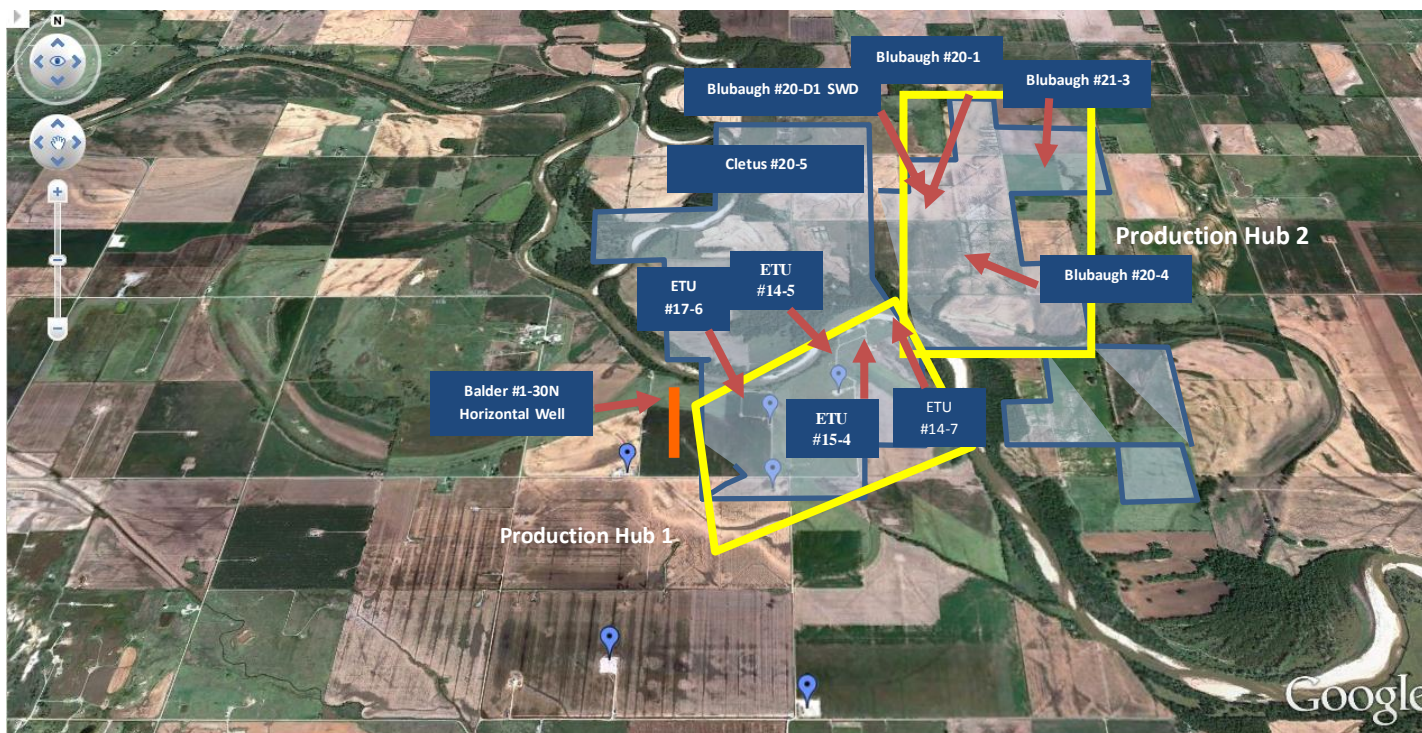 N
Blubaugh #20-1
Blubaugh #20-D1 SWD
Blubaugh #21-3
Cletus #20-5
Production Hub 2
Blubaugh #20-4
ETU
#14-5
ETU
#17-6
Balder #1-30N
Horizontal Well
ETU
#15-4
ETU
#14-7
Production Hub 1
Google